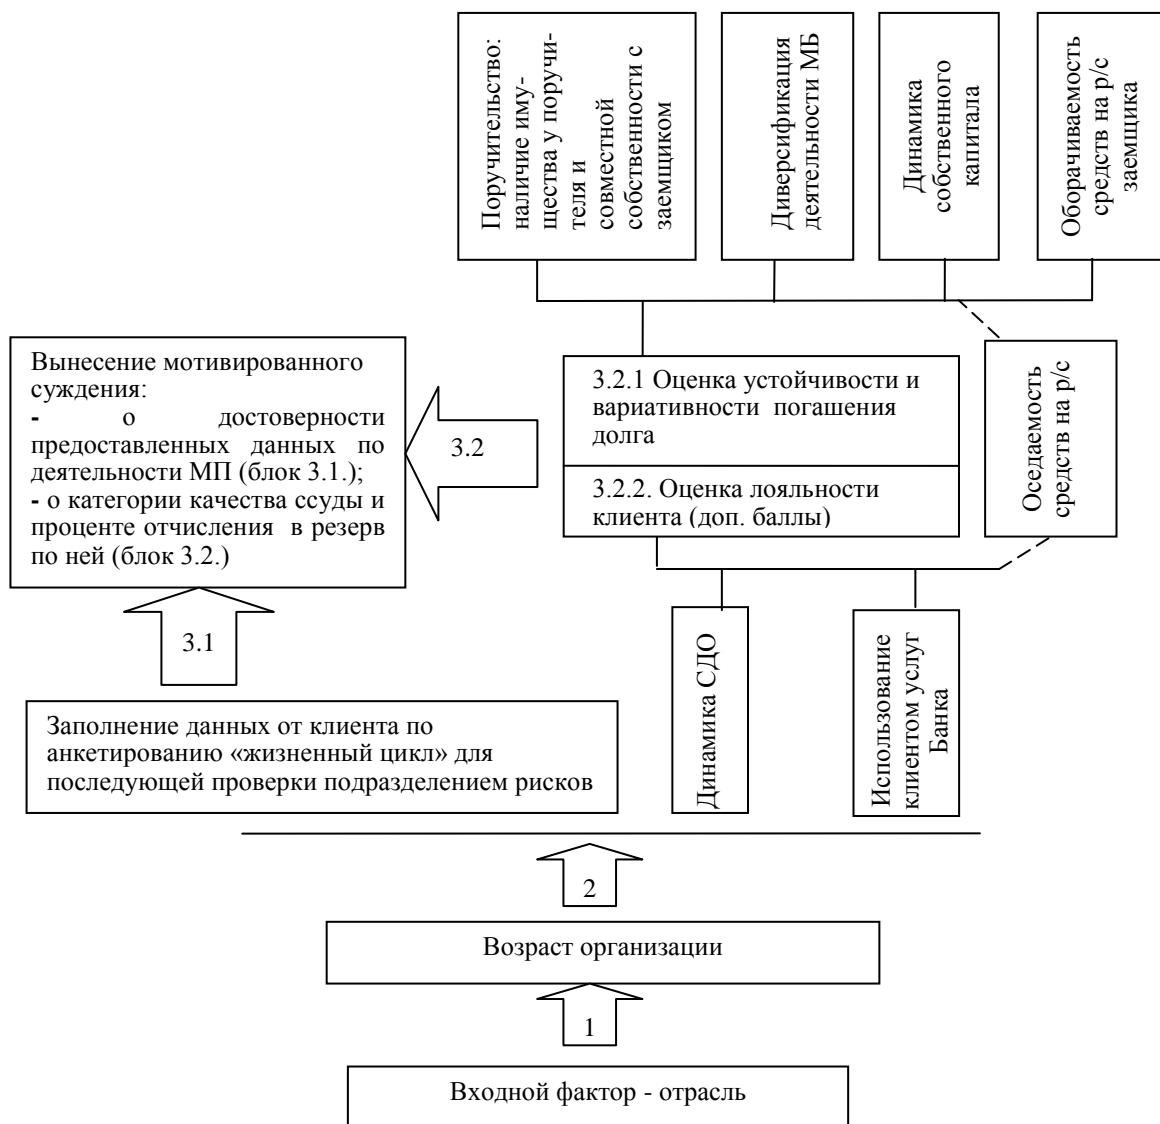 Поручительство:
наличие иму-
щества у поручи-
теля и
совместной
собственности с
заемщиком
Диверсификация
деятельности МБ
Динамика
собственного
капитала
Оборачиваемость
средств на р/с
заемщика
Вынесение мотивированного
суждения:
- о достоверности
предоставленных данных по
деятельности МП (блок 3.1.);
- о категории качества ссуды и
проценте отчисления в резерв
по ней (блок 3.2.)
3.2
3.2.1 Оценка устойчивости и
вариативности погашения
долга
3.2.2. Оценка лояльности
клиента (доп. баллы)
Оседаемость
средств на р/с
3.1
Динамика СДО
Использование
клиентом услуг
Банка
Заполнение данных от клиента по
анкетированию «жизненный цикл» для
последующей проверки подразделением рисков
2
Возраст организации
1
Входной фактор - отрасль